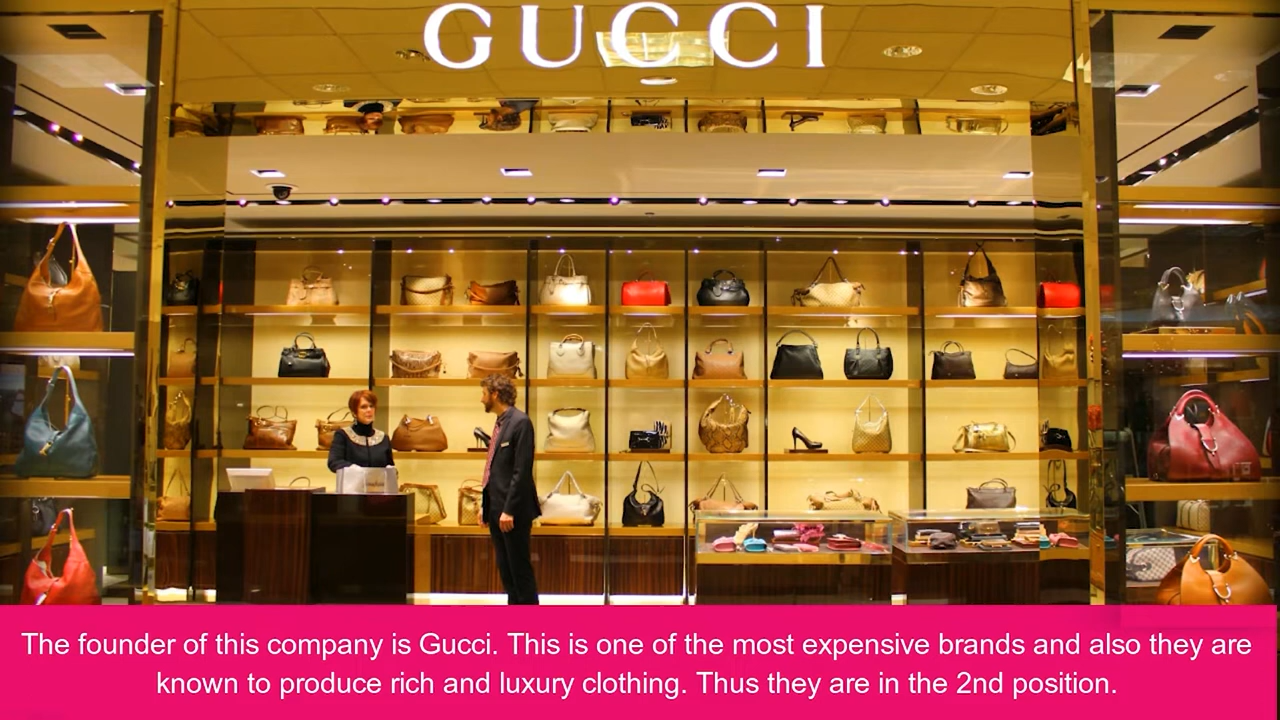 GUCCI
The founder of this company is Gucci. This is one of the most expensive brands and also they are
known to produce rich and luxury clothing. Thus they are in the 2nd position.